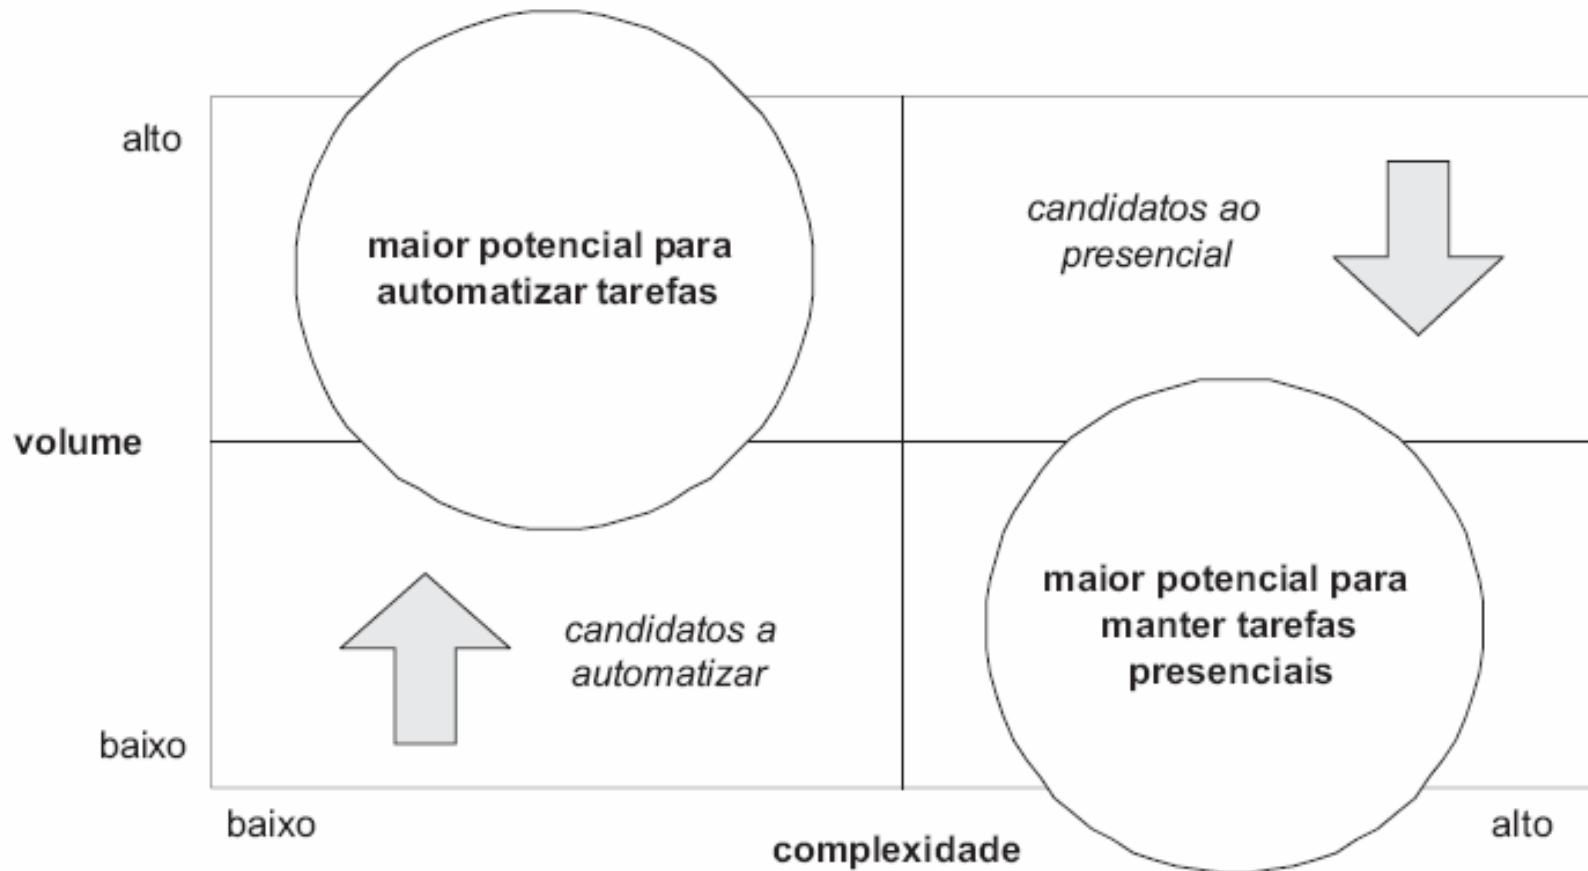 alto
maior potencial para
automatizar tarefas
candidatos ao
presencial
volume
candidatos a
automatizar
maior potencial para
manter tarefas
presenciais
baixo
baixo
complexidade
alto